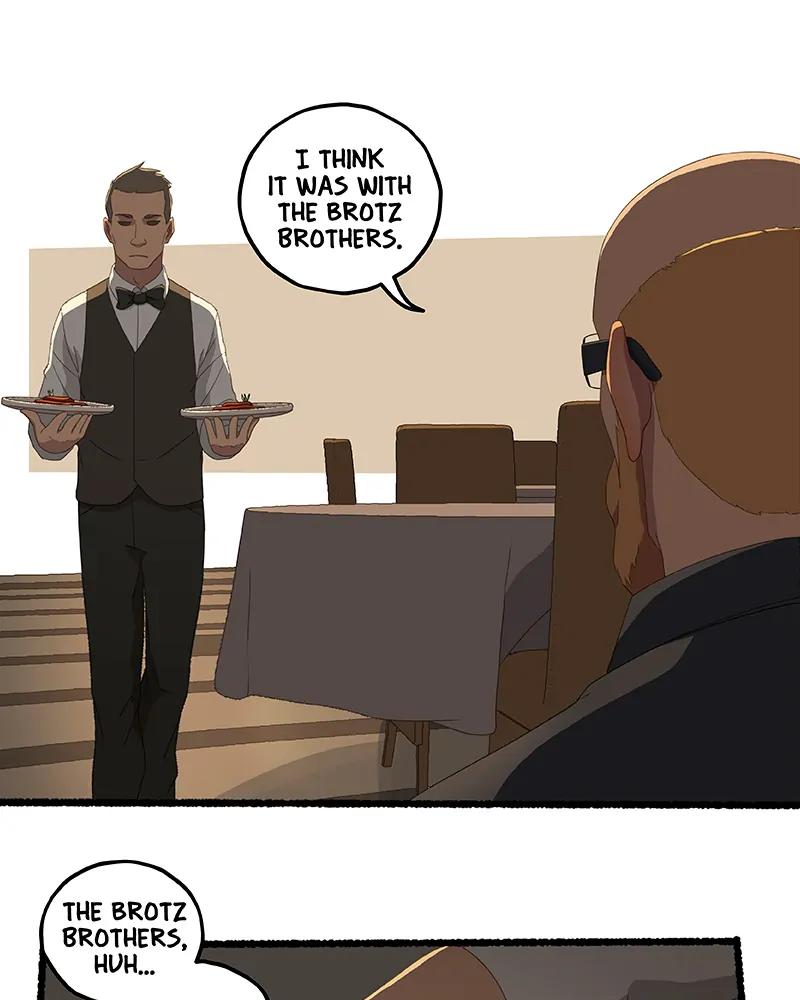 I THINK
IT WAS WITH
THE BROTZ
BROTHERS.
THE BROTZ
BROTHERS,
HUH...